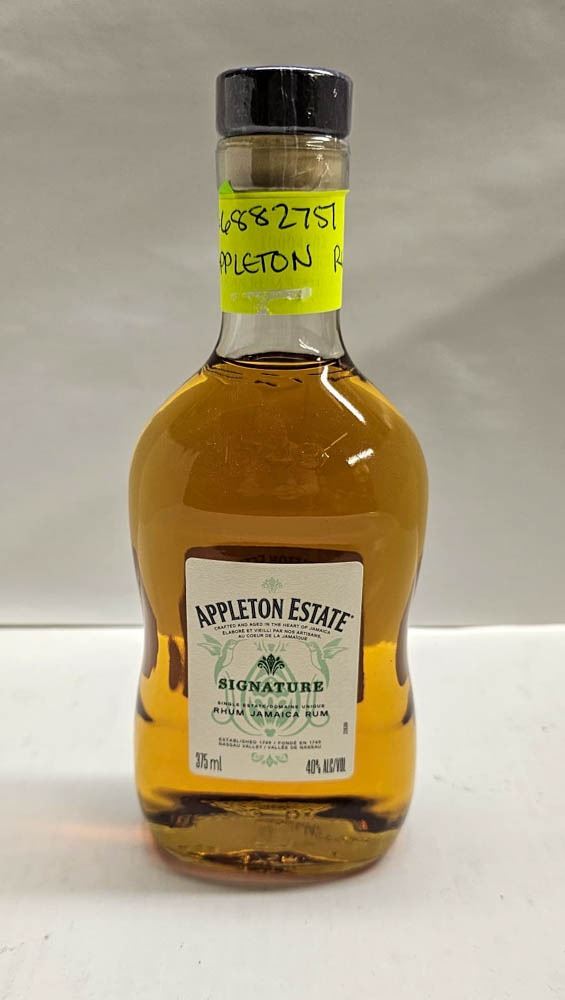 6882757
PPLETON R
APPLETON ESTATE
CRAFTED AND AGED IN THE HEART OF JAMAICA
ÉLABORÉ ET VIEILLI PAR NOS ARTISANS
AU COEUR DE LA JAMAÏQUE
SIGNATURE
SINGLE ESTATE/DOMAINE UNIQUE
RHUM JAMAICA RUM
ESTABLISHED 1749 / FONDÉ EN 1749
NASSAU VALLEY / VALLÉE DE NASSAU
375 ml 40% ALC/VOL